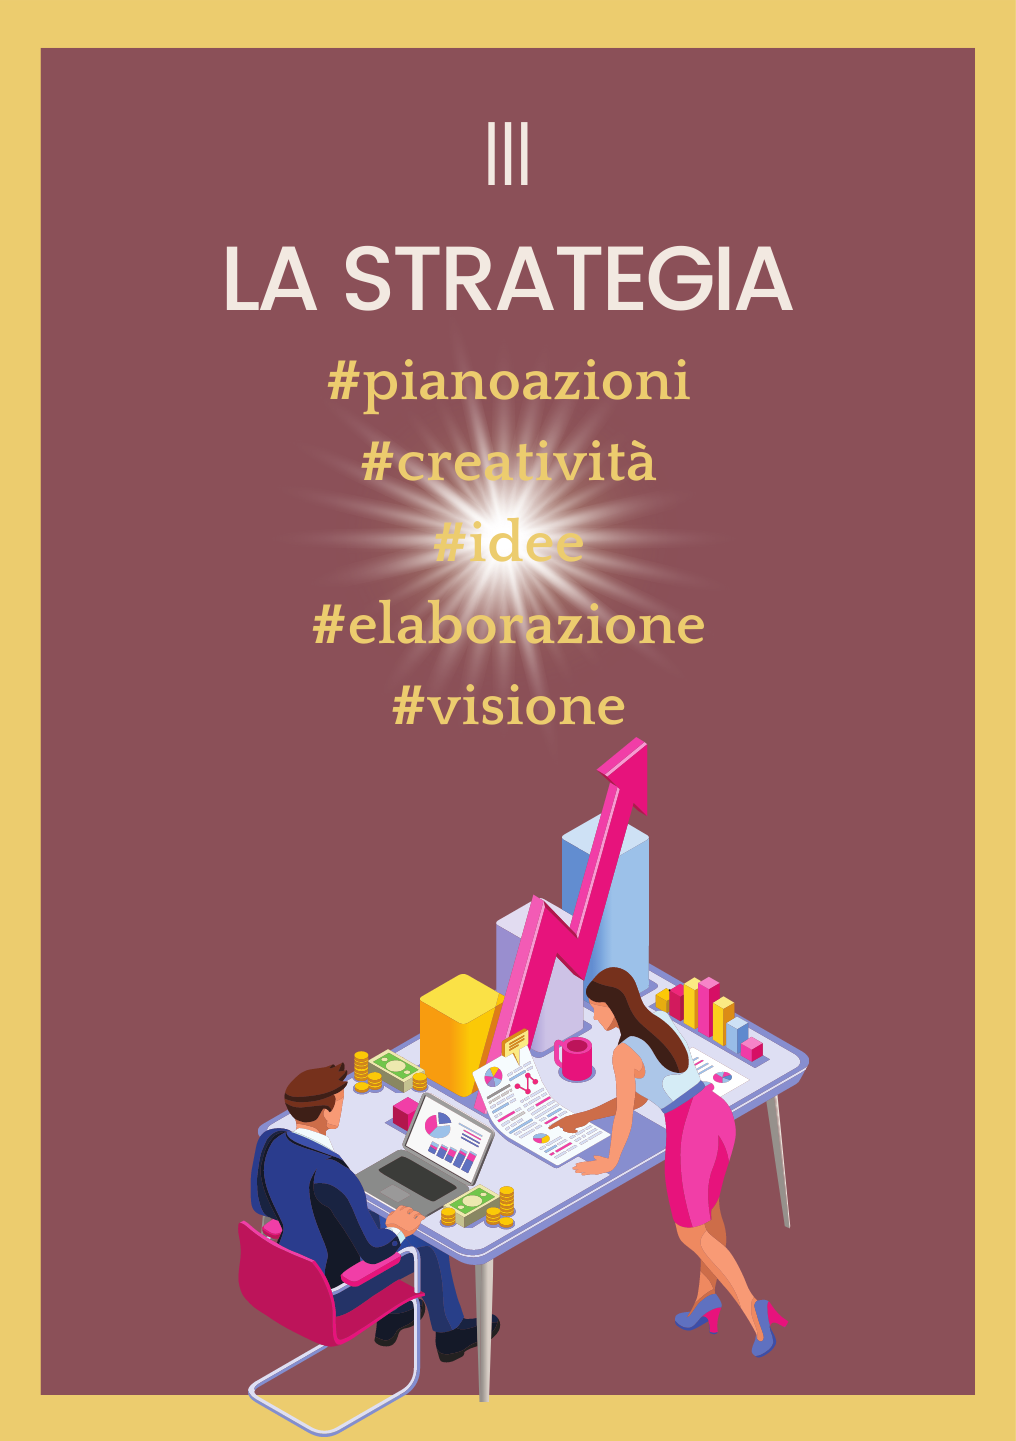 III
LA STRATEGIA
#pianoazioni
#creatività
#idee
#elaborazione
#visione